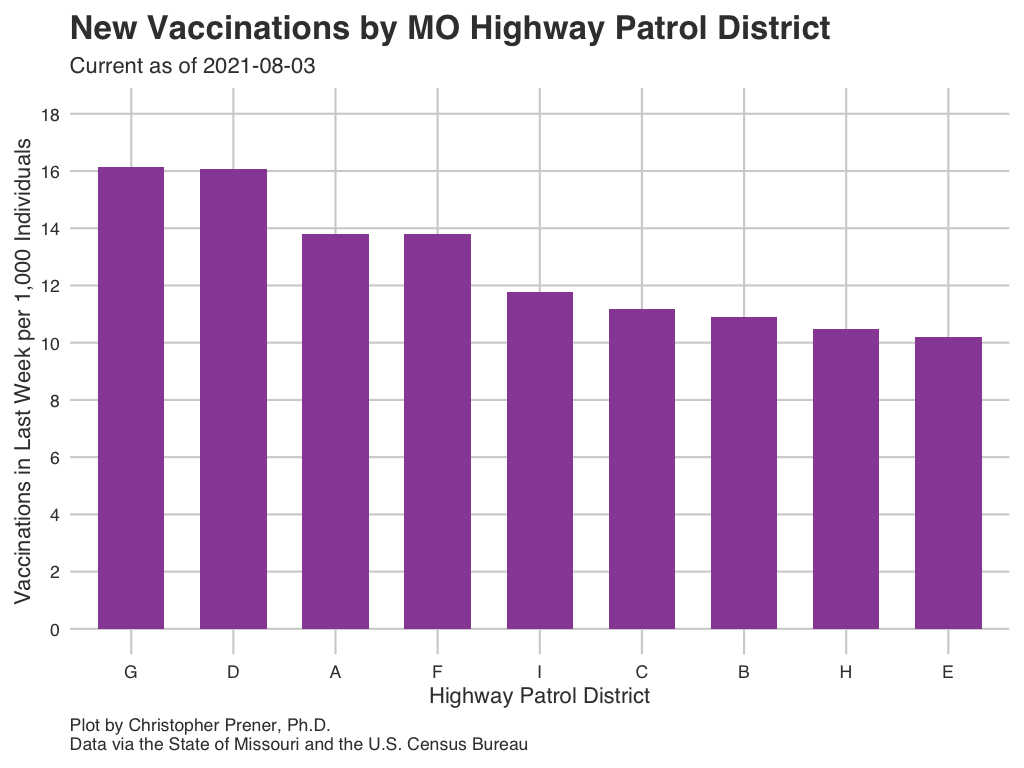 New Vaccinations by MO Highway Patrol District
Current as of 2021-08-03
Vaccinations in Last Week per 1,000 Individuals
18
16
14
12
10
8
6
4
2
0
G D A F I C B H E
Highway Patrol District
Plot by Christopher Prener, Ph.D.
Data via the State of Missouri and the U.S. Census Bureau